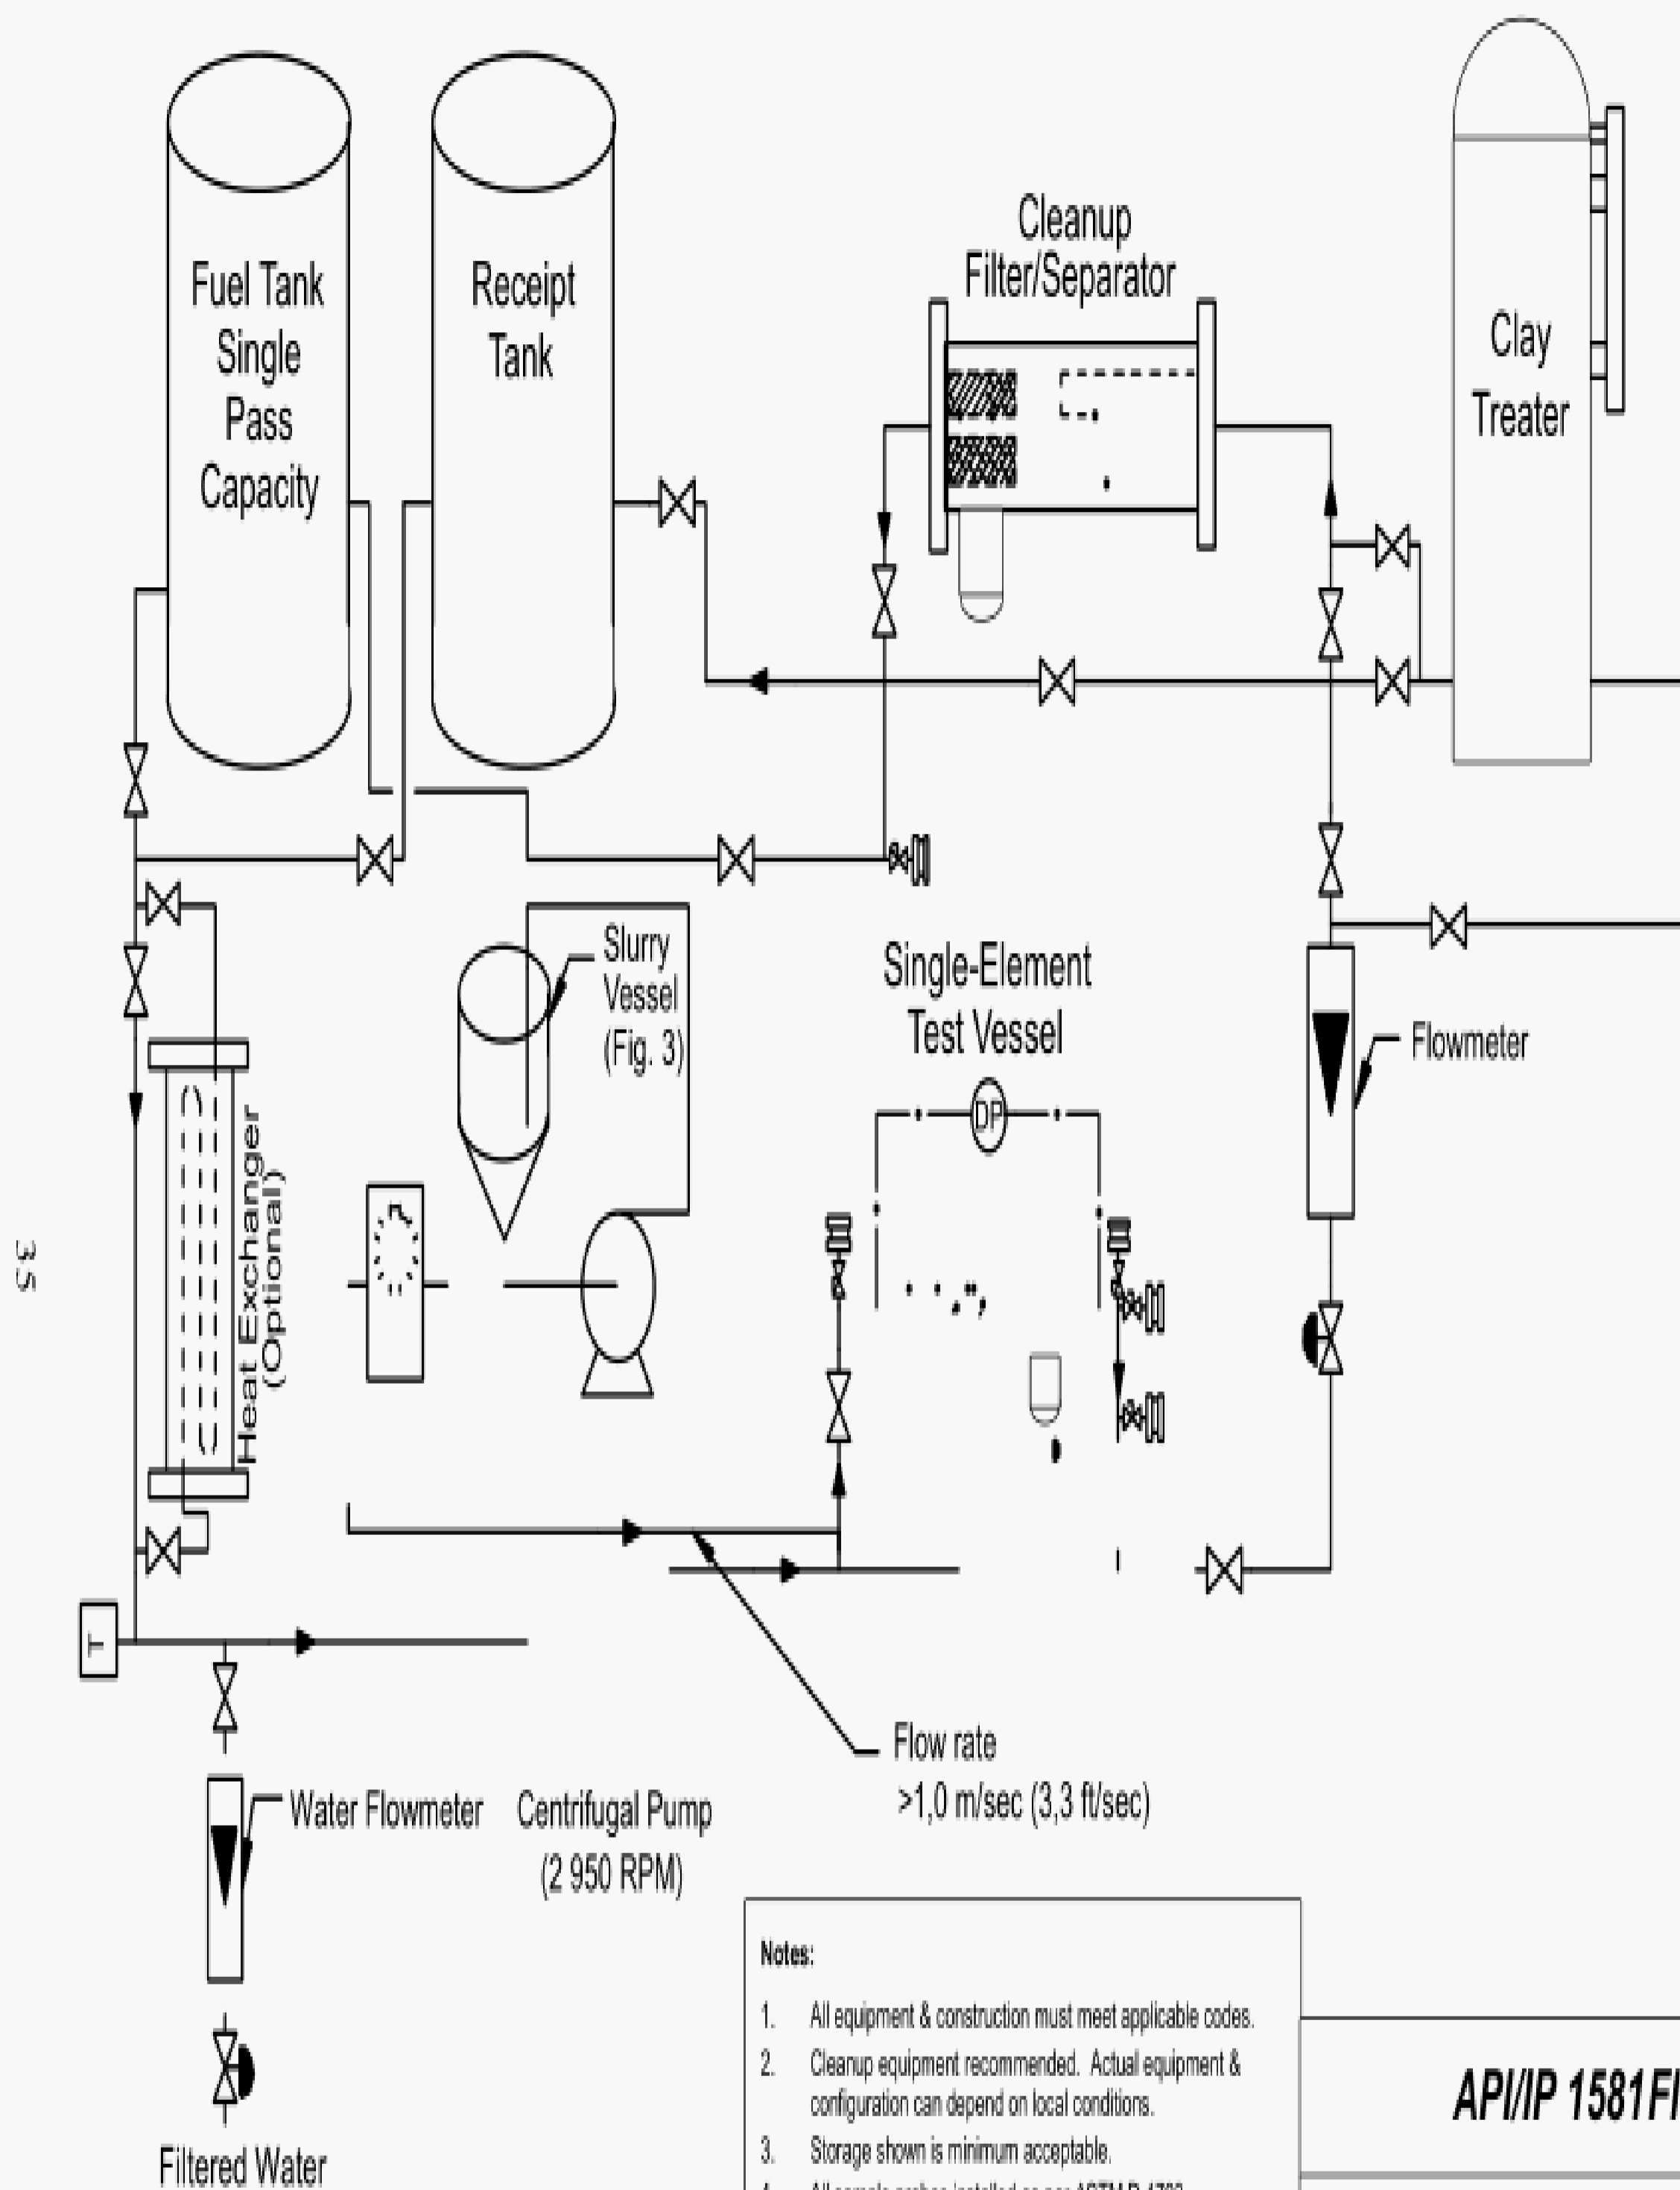 Fuel Tank
Single
Pass
Capacity
Receipt
Tank
Cleanup
Filter/Separator
Clay
Treater
Slurry
Vessel
(Fig. 3)
Single-Element
Test Vessel
DP
Flowmeter
Heat Exchanger
(Optional)
35
T
Flow rate
>1,0 m/sec (3,3 ft/sec)
Water Flowmeter
Centrifugal Pump
(2 950 RPM)
Filtered Water
Notes:
1. All equipment & construction must meet applicable codes.
2. Cleanup equipment recommended. Actual equipment &
configuration can depend on local conditions.
3. Storage shown is minimum acceptable.
API/IP 1581FI